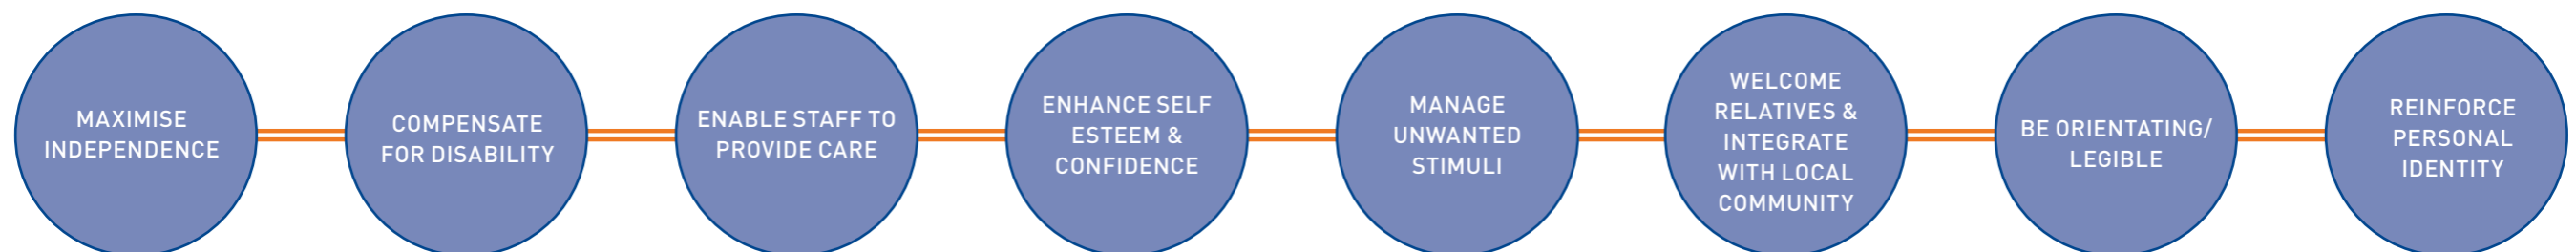 MAXIMISE
INDEPENDENCE
COMPENSATE
FOR DISABILITY
ENABLE STAFF TO
PROVIDE CARE
ENHANCE SELF
ESTEEM &
CONFIDENCE
MANAGE
UNWANTED
STIMULI
WELCOME
RELATIVES &
INTEGRATE
WITH LOCAL
COMMUNITY
BE ORIENTATING/
LEGIBLE
REINFORCE
PERSONAL
IDENTITY